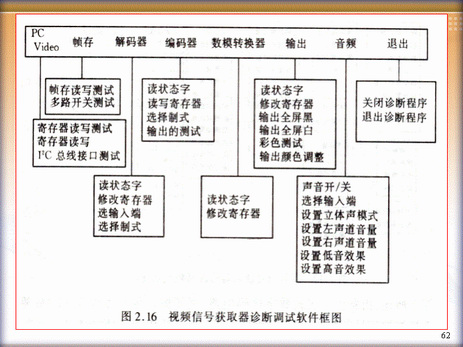 PC
Video
帧存
解码器
编码器
数模转换器
输出
音频
退出
帧存读写测试
多路开关测试
寄存器读写测试
寄存器读写
I²C 总线接口测试
读状态字
修改寄存器
选输入端
选择制式
读状态字
读写寄存器
选择制式
输出的测试
读状态字
修改寄存器
读状态字
修改寄存器
输出全屏黑
输出全屏白
彩色测试
输出颜色调整
声音开/关
选择输入端
设置立体声模式
设置左声道音量
设置右声道音量
设置低音效果
设置高音效果
关闭诊断程序
退出诊断程序
图 2.16 视频信号获取器诊断调试软件框图
62